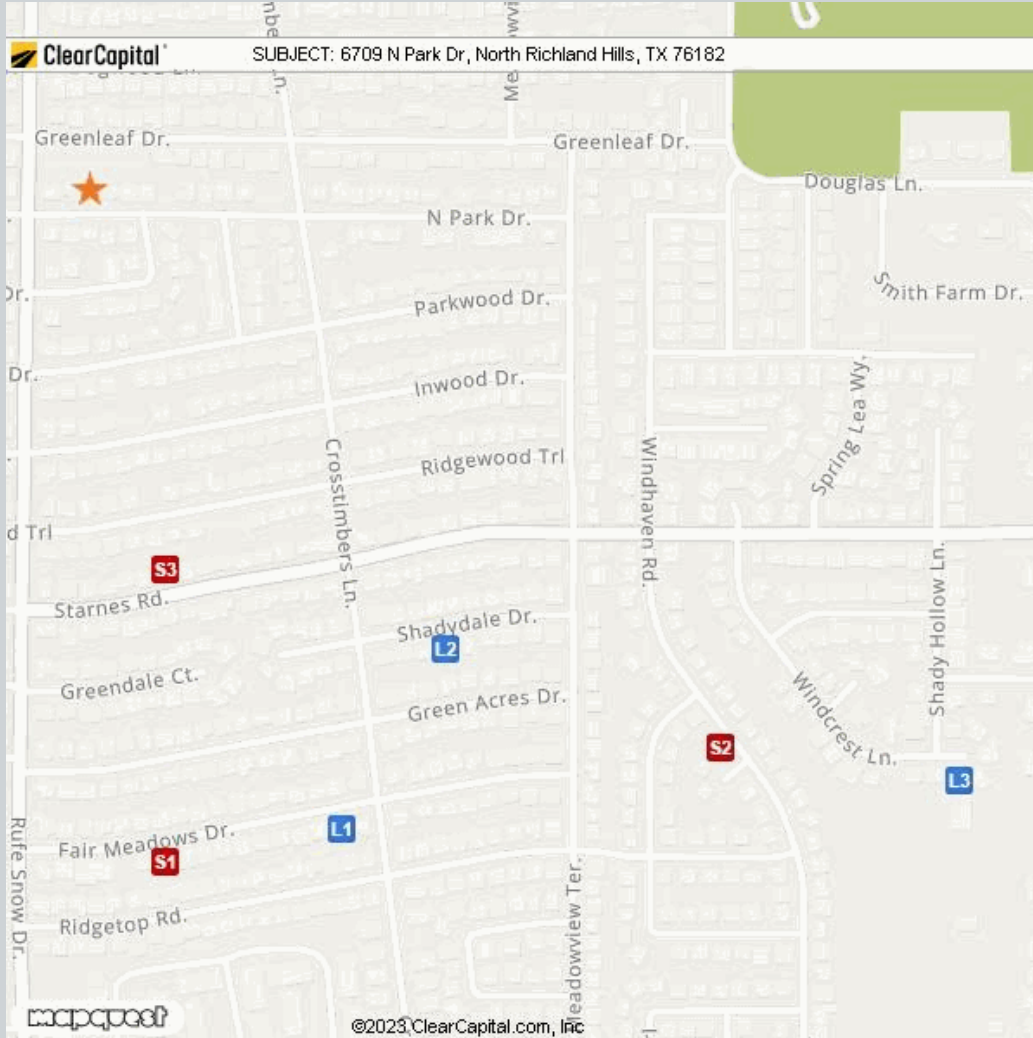 ClearCapital
SUBJECT: 6709 N Park Dr, North Richland Hills, TX 76182
Greenleaf Dr.
Greenleaf Dr.
Douglas Ln.
N Park Dr.
Dr.
Smith Farm Dr.
Parkwood Dr.
Dr.
Inwood Dr.
Spring Lea Wy.
Ridgewood Trl
Crosstimbers Ln.
Windhaven Rd.
d Trl
S3
Starnes Rd.
Shady Hollow Ln.
Shadydale Dr.
L2
Greendale Ct.
Green Acres Dr.
Windcrest Ln.
S2
L3
L1
Fair Meadows Dr.
S1
Rufe Snow Dr.
Ridgetop Rd.
Meadowview Ter.
mapquest
©2023 ClearCapital.com, Inc